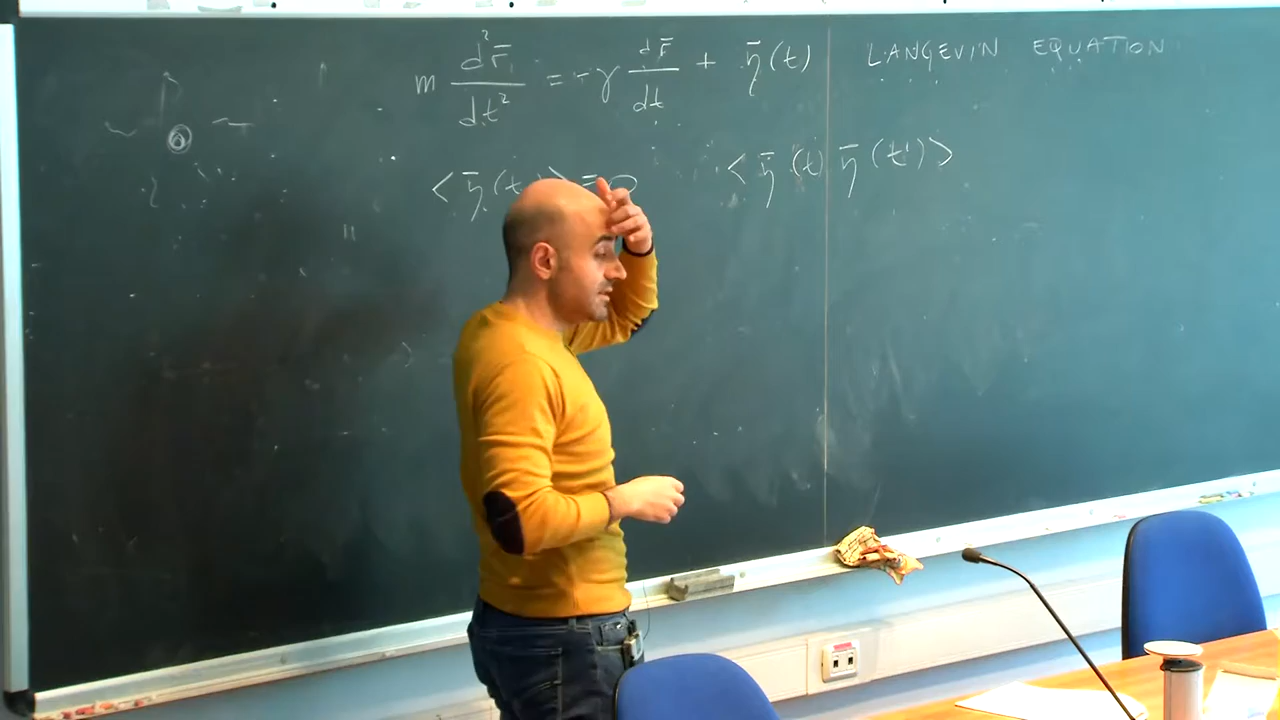 m d²r̄/dt² = -γ dr̄/dt + η̄(t) LANGEVIN EQUATION
<η̄(t)> = 0 <η̄(t) η̄(t')>